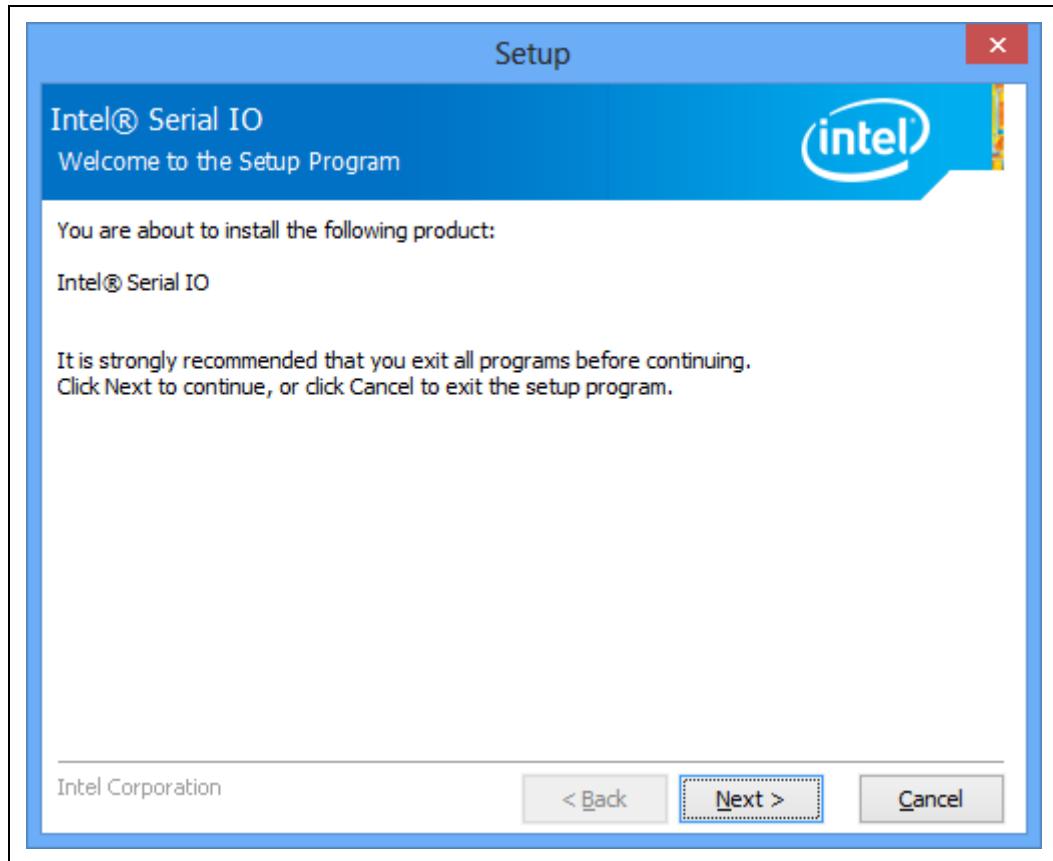 Setup
Intel® Serial IO
Welcome to the Setup Program
(intel)
You are about to install the following product:
Intel® Serial IO
It is strongly recommended that you exit all programs before continuing.
Click Next to continue, or click Cancel to exit the setup program.
Intel Corporation
< Back Next > Cancel